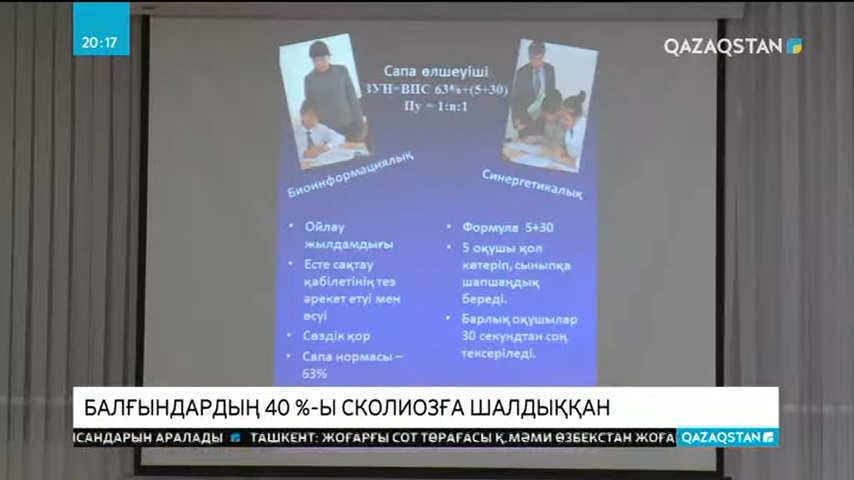 20:17
QAZAQSTAN
Сапа өлшеуіші
ЗУН=ВПС 63%+(5+30)
Пу = 1:n:1
Биоинформациялық
Синергетикалық
• Ойлау
жылдамдығы
• Есте сақтау
қабілетінің тез
әрекет етуі мен
өсуі
• Сөздік қор
• Сапа нормасы –
63%
• Формула 5+30
• 5 оқушы қол
көтеріп, сыныпқа
шапшаңдық
береді.
• Барлық оқушылар
30 секундтан соң
тексеріледі.
БАЛҒЫНДАРДЫҢ 40 %-Ы СКОЛИОЗҒА ШАЛДЫҚҚАН
САНДАРЫН АРАЛАДЫ ТАШКЕНТ: ЖОҒАРҒЫ СОТ ТӨРАҒАСЫ Қ.МӘМИ ӨЗБЕКСТАН ЖОҒА
QAZAQSTAN